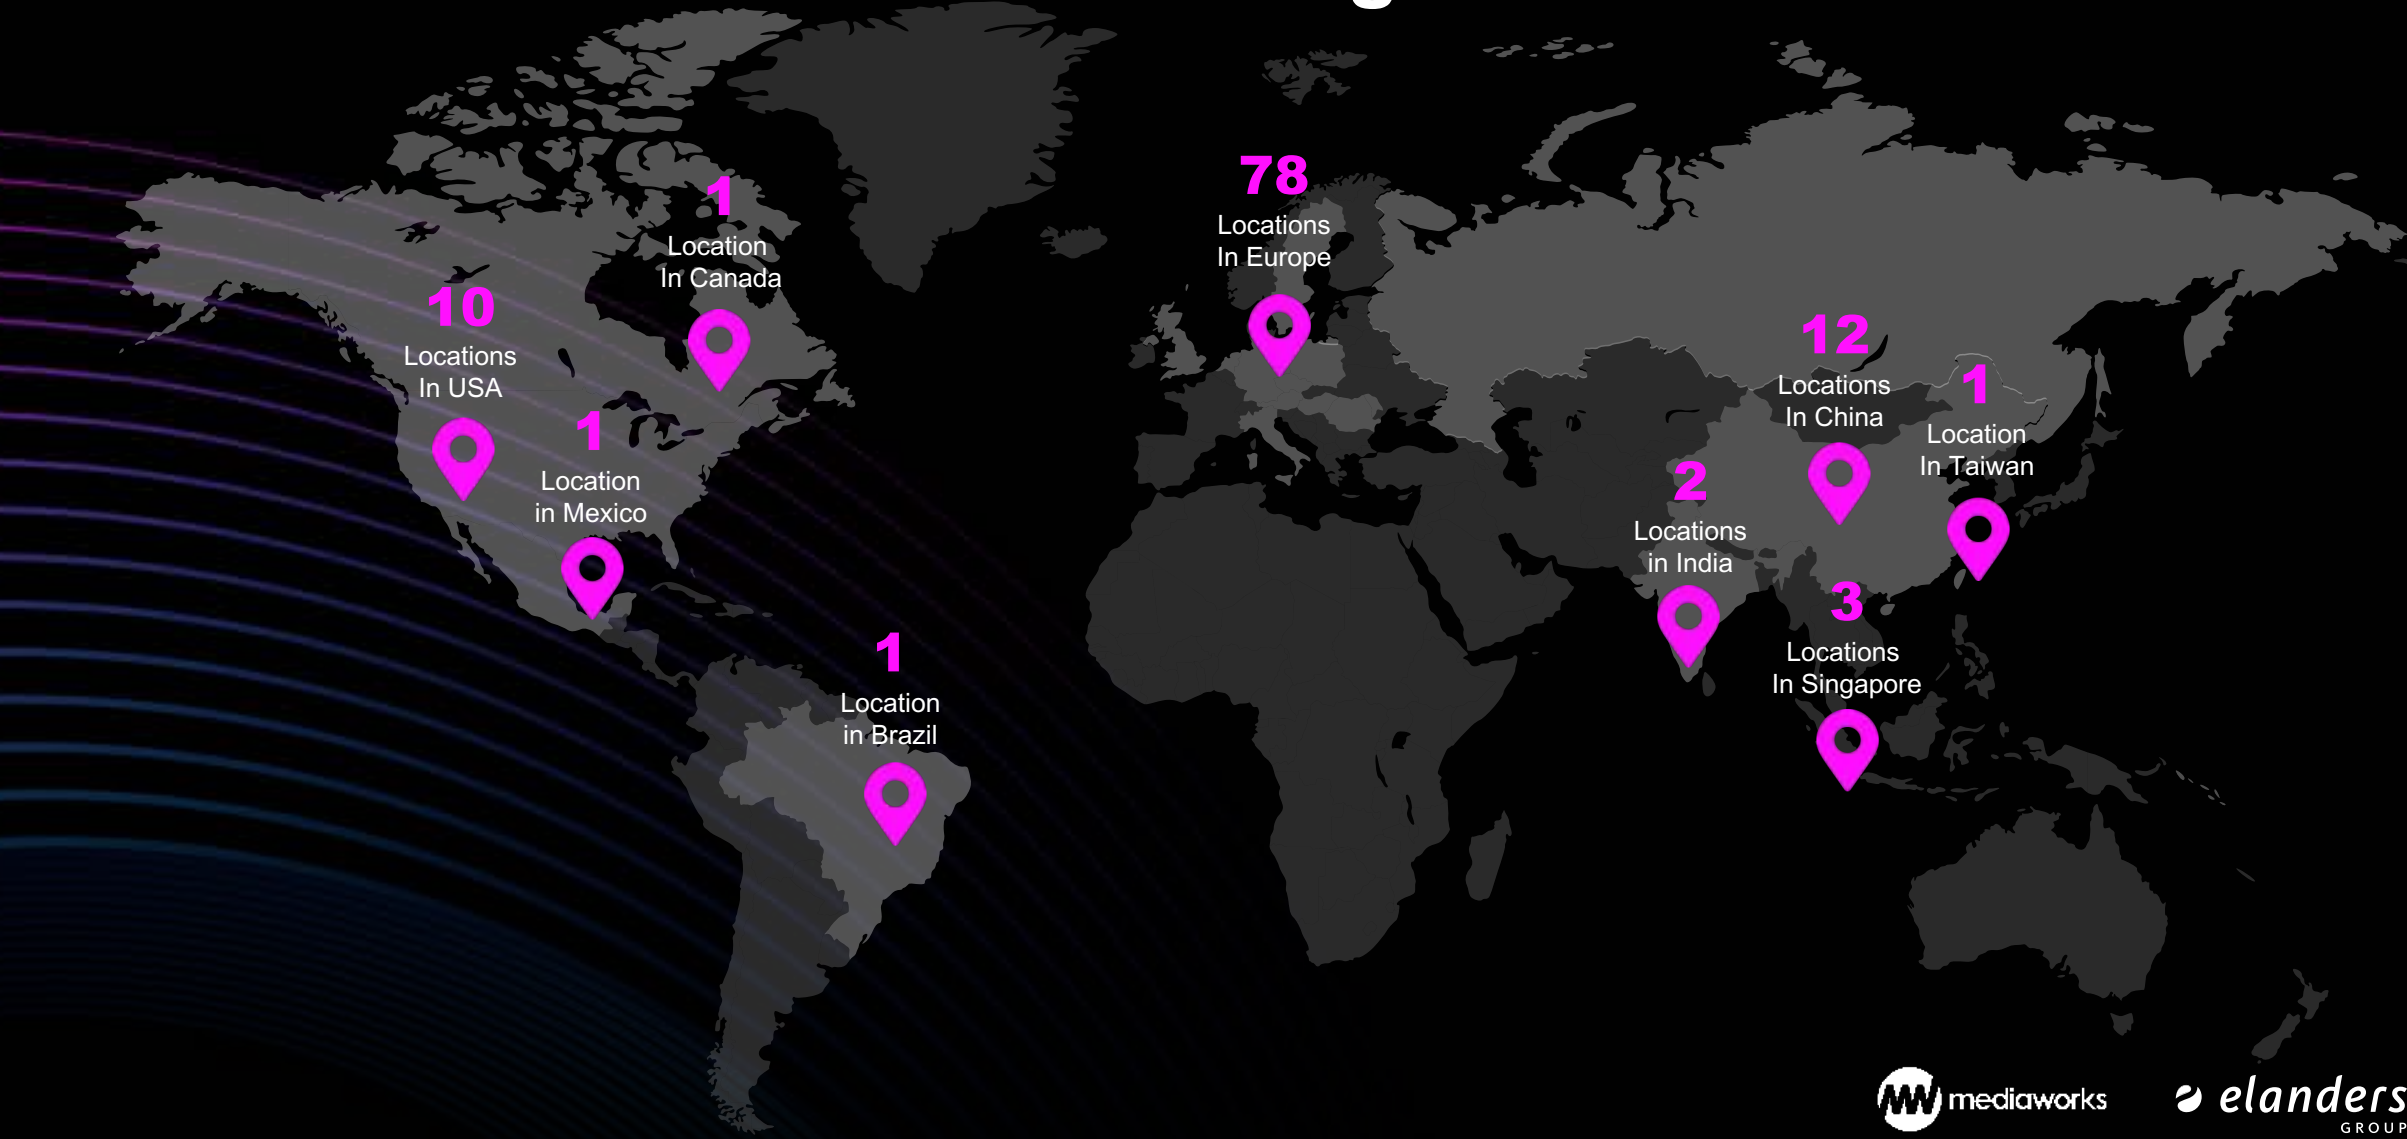 1
Location
In Canada
78
Locations
In Europe
10
Locations
In USA
12
Locations
In China
1
Location
In Taiwan
1
Location
in Mexico
2
Locations
in India
3
Locations
In Singapore
1
Location
in Brazil
mediaworks
elanders
GROUP